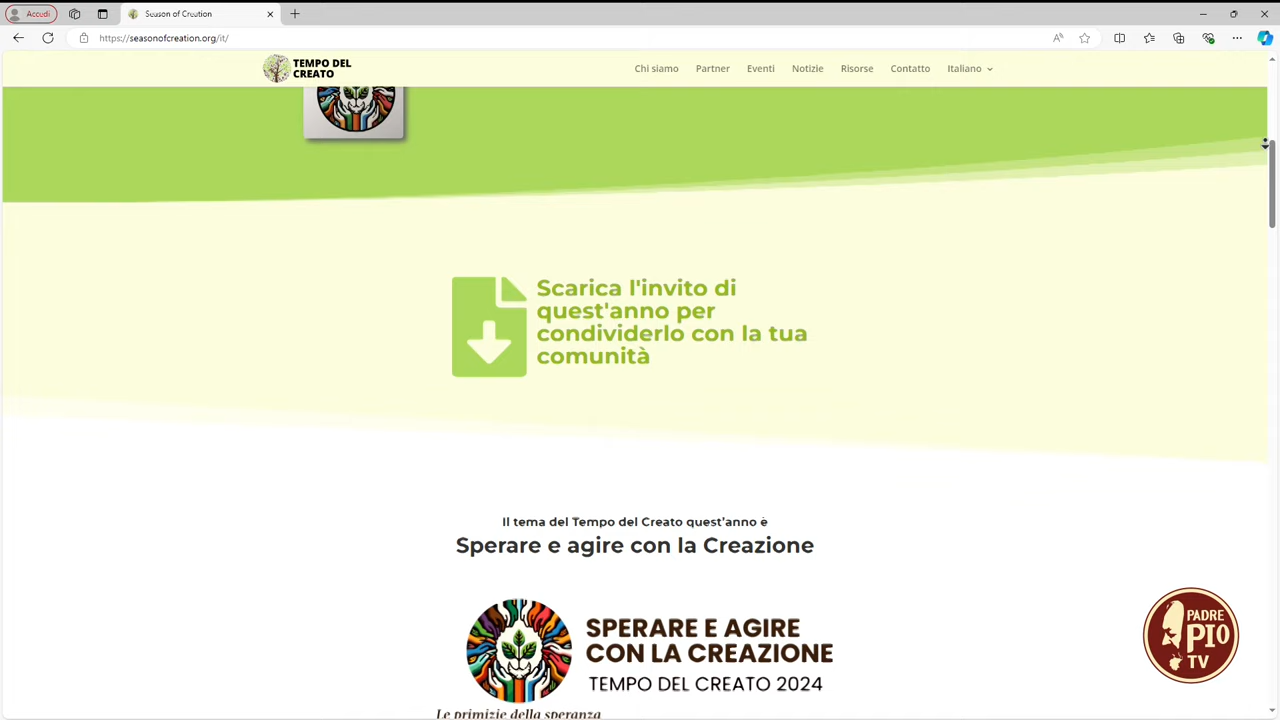 Accedi
Season of Creation
https://seasonofcreation.org/it/
TEMPO DEL
CREATO
Chi siamo
Partner
Eventi
Notizie
Risorse
Contatto
Italiano
Scarica l'invito di
quest'anno per
condividerlo con la tua
comunità
Il tema del Tempo del Creato quest'anno è
Sperare e agire con la Creazione
SPERARE E AGIRE
CON LA CREAZIONE
TEMPO DEL CREATO 2024
Le primizie della speranza
PADRE
PIO
TV